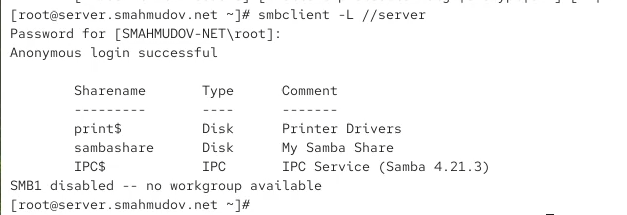 [root@server.smahmudov.net ~]# smbclient -L //server
Password for [SMAHMUDOV-NET\root]:
Anonymous login successful
Sharename Type Comment
--------- ---- -------
print$ Disk Printer Drivers
sambashare Disk My Samba Share
IPC$ IPC IPC Service (Samba 4.21.3)
SMB1 disabled -- no workgroup available
[root@server.smahmudov.net ~]#